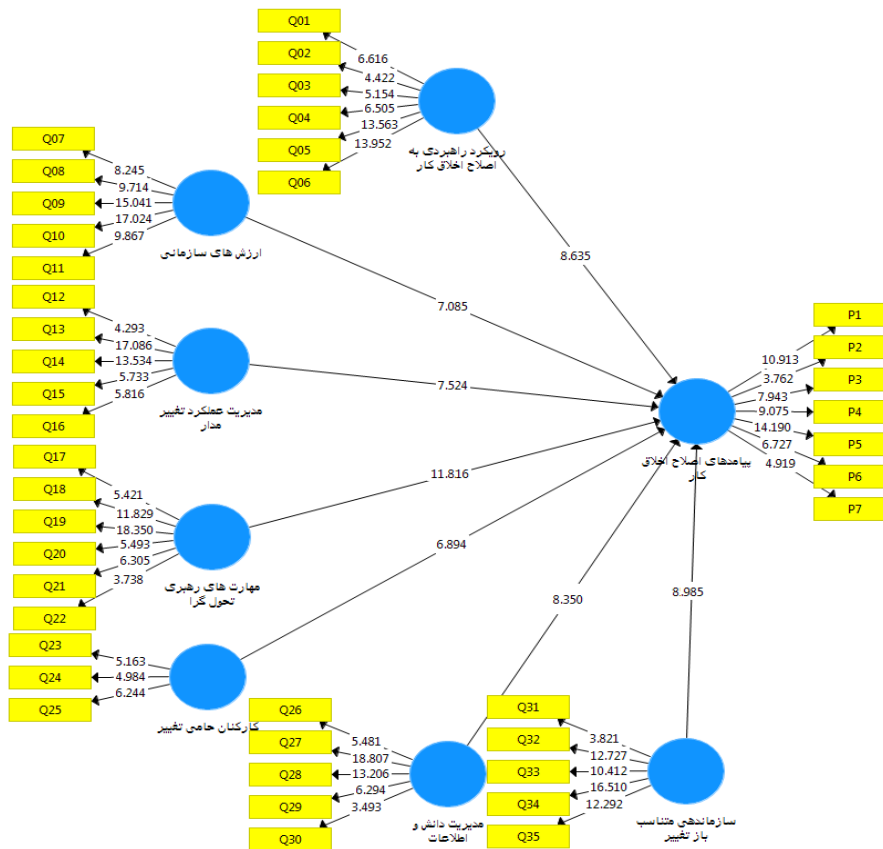 Q01
Q02
Q03
Q04
Q05
Q06
6.616
4.422
5.154
6.505
13.563
13.952
رویکرد راهبردی به
اصلاح اخلاق کار
8.635
Q07
Q08
Q09
Q10
Q11
8.245
9.714
15.041
17.024
9.867
ارزش های سازمانی
7.085
Q12
Q13
Q14
Q15
Q16
4.293
17.086
13.534
5.733
5.816
مدیریت عملکرد تغییر
مدار
7.524
Q17
Q18
Q19
Q20
Q21
Q22
5.421
11.829
18.350
5.493
6.305
3.738
مهارت های رهبری
تحول گرا
11.816
Q23
Q24
Q25
5.163
4.984
6.244
کارکنان حامی تغییر
6.894
Q26
Q27
Q28
Q29
Q30
5.481
18.807
13.206
6.294
3.493
مدیریت دانش و
اطلاعات
8.350
Q31
Q32
Q33
Q34
Q35
3.821
12.727
10.412
16.510
12.292
سازماندهی متناسب
باز تغییر
8.985
پیامدهای اصلاح اخلاق
کار
10.913
3.762
7.943
9.075
14.190
6.727
4.919
P1
P2
P3
P4
P5
P6
P7